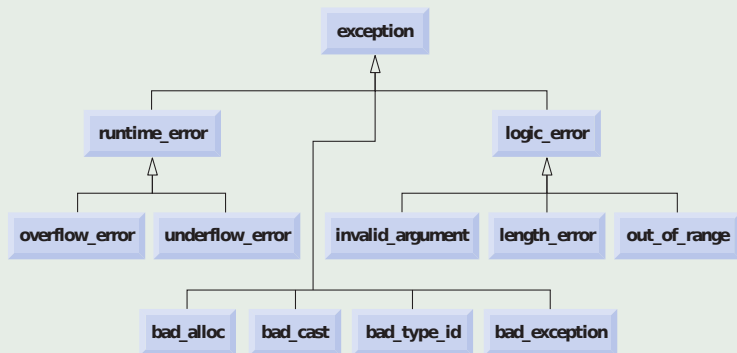 exception
runtime_error logic_error
overflow_error underflow_error invalid_argument length_error out_of_range
bad_alloc bad_cast bad_type_id bad_exception